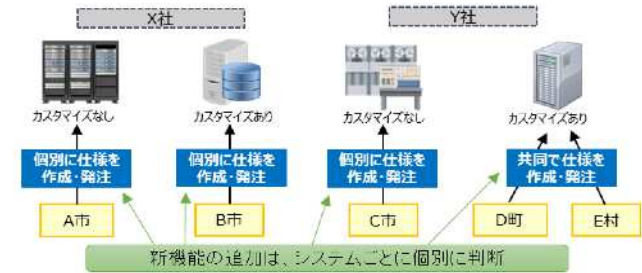 X社
Y社
カスタマイズなし
カスタマイズあり
カスタマイズなし
カスタマイズあり
個別に仕様を
作成・発注
個別に仕様を
作成・発注
個別に仕様を
作成・発注
共同で仕様を
作成・発注
A市
B市
C市
D町
E村
新機能の追加は、システムごとに個別に判断